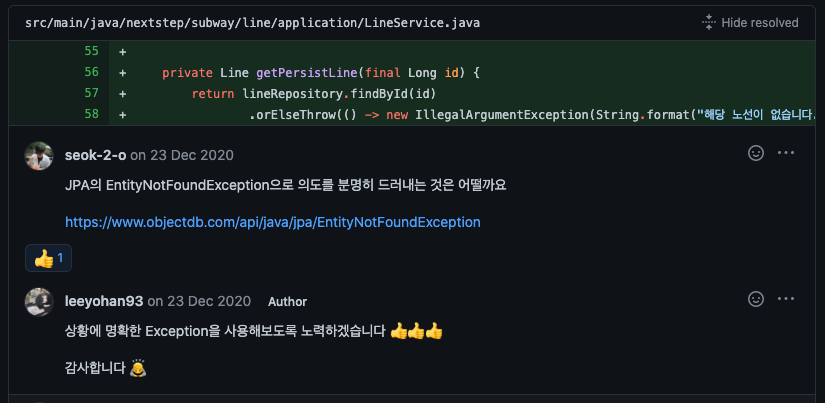 src/main/java/nextstep/subway/line/application/LineService.java
Hide resolved
55 +
56 + private Line getPersistLine(final Long id) {
57 + return lineRepository.findById(id)
58 + .orElseThrow(() -> new IllegalArgumentException(String.format("해당 노선이 없습니다.
seok-2-o on 23 Dec 2020
JPA의 EntityNotFoundException으로 의도를 분명히 드러내는 것은 어떨까요
https://www.objectdb.com/api/java/jpa/EntityNotFoundException
👍 1
leeyohan93 on 23 Dec 2020 Author
상황에 명확한 Exception을 사용해보도록 노력하겠습니다 👍👍👍
감사합니다 🙇